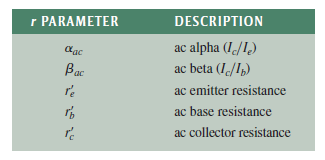 r PARAMETER DESCRIPTION
αac ac alpha (Ic/Ie)
βac ac beta (Ic/Ib)
r′e ac emitter resistance
r′b ac base resistance
r′c ac collector resistance